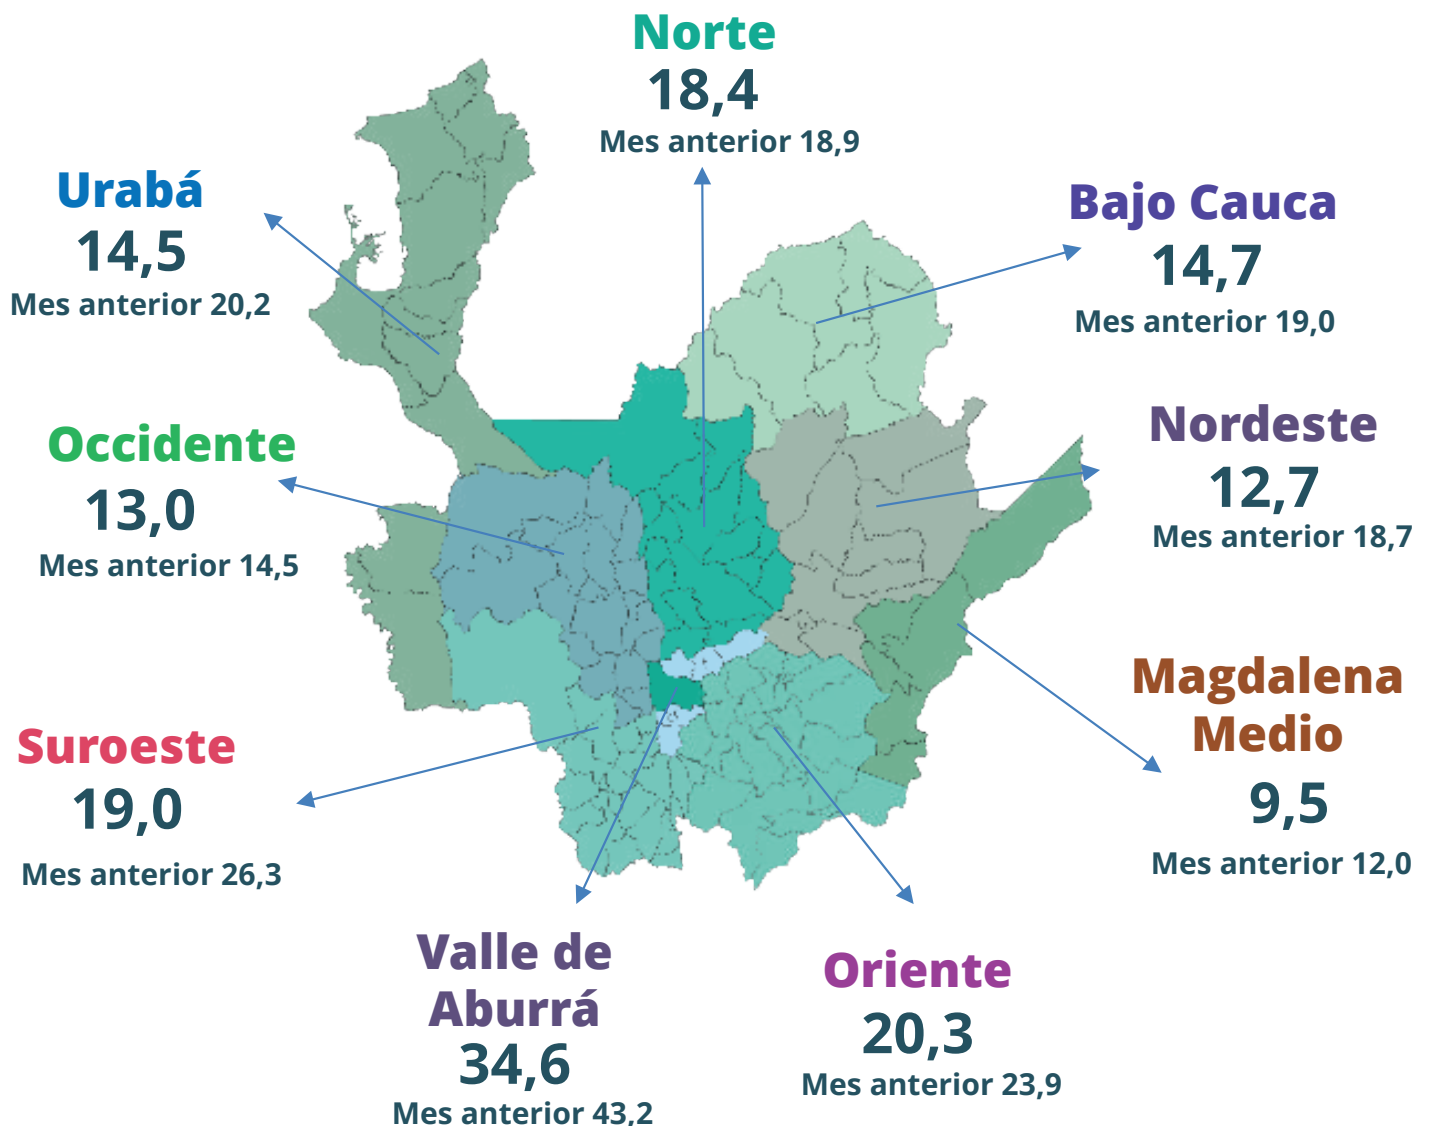 Norte
18,4
Mes anterior 18,9
Urabá
14,5
Mes anterior 20,2
Bajo Cauca
14,7
Mes anterior 19,0
Occidente
13,0
Mes anterior 14,5
Nordeste
12,7
Mes anterior 18,7
Suroeste
19,0
Mes anterior 26,3
Magdalena
Medio
9,5
Mes anterior 12,0
Valle de
Aburrá
34,6
Mes anterior 43,2
Oriente
20,3
Mes anterior 23,9